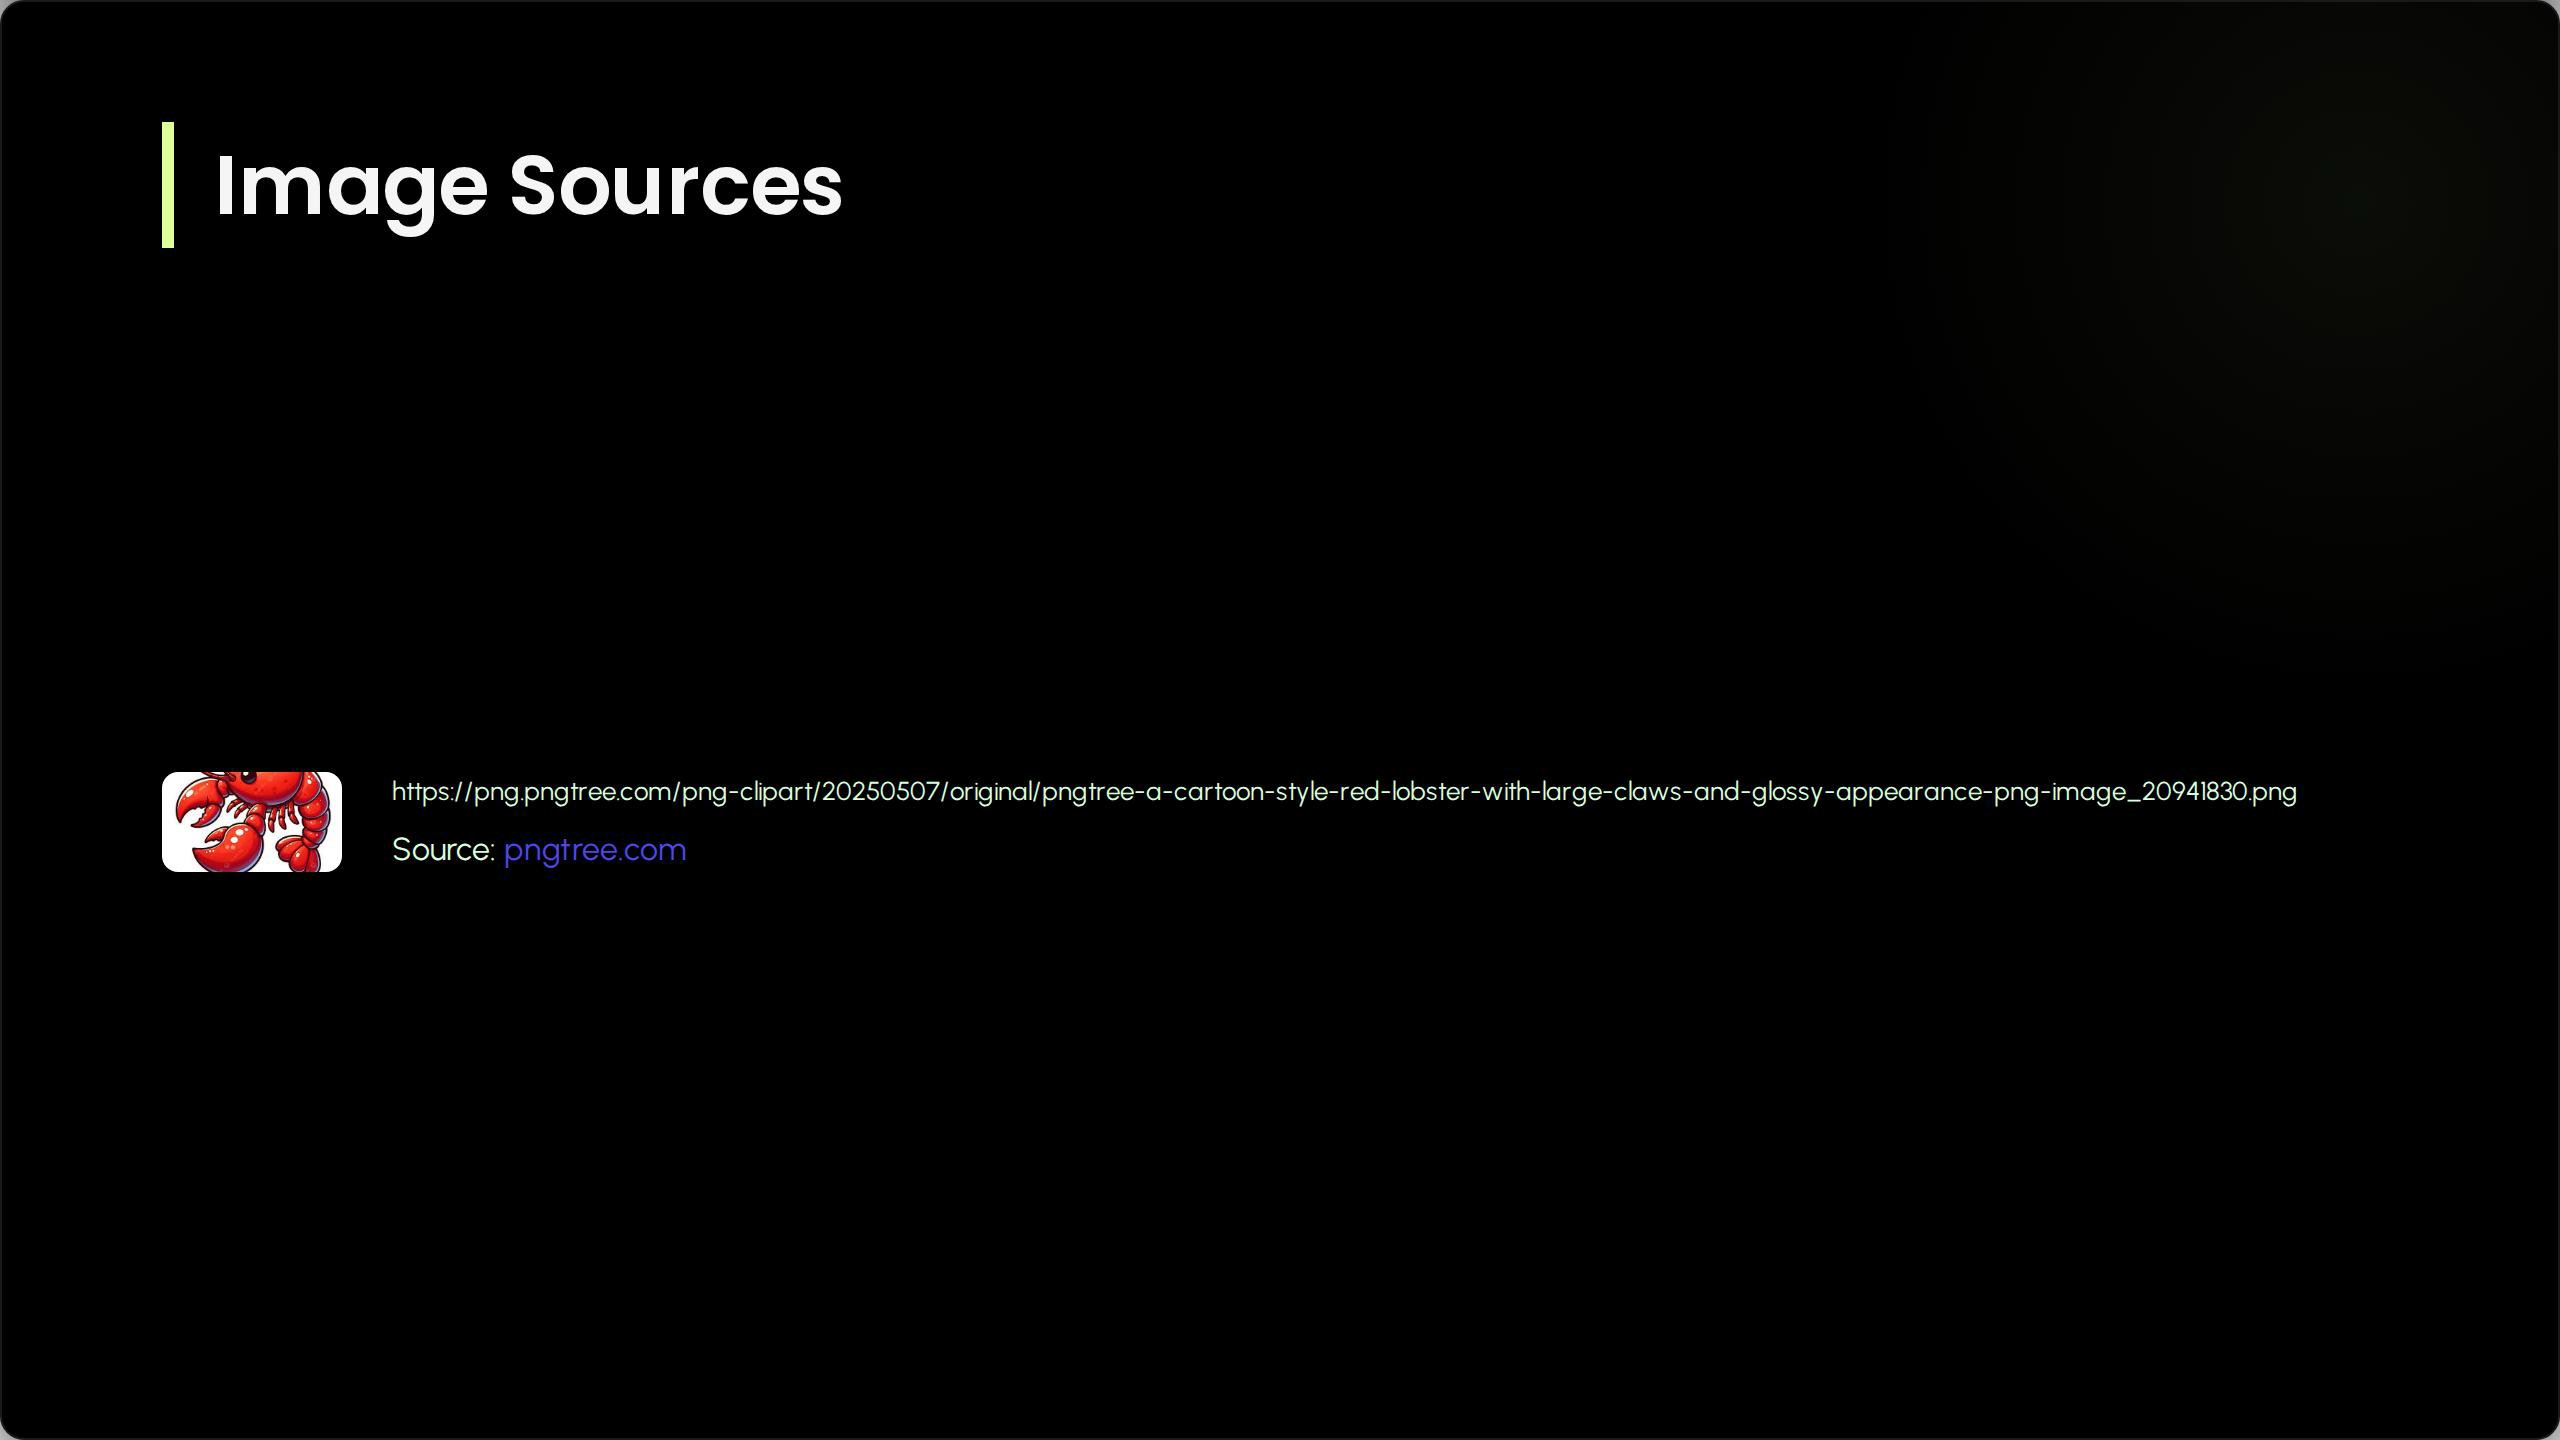 Image Sources
https://png.pngtree.com/png-clipart/20250507/original/pngtree-a-cartoon-style-red-lobster-with-large-claws-and-glossy-appearance-png-image_20941830.png
Source: pngtree.com